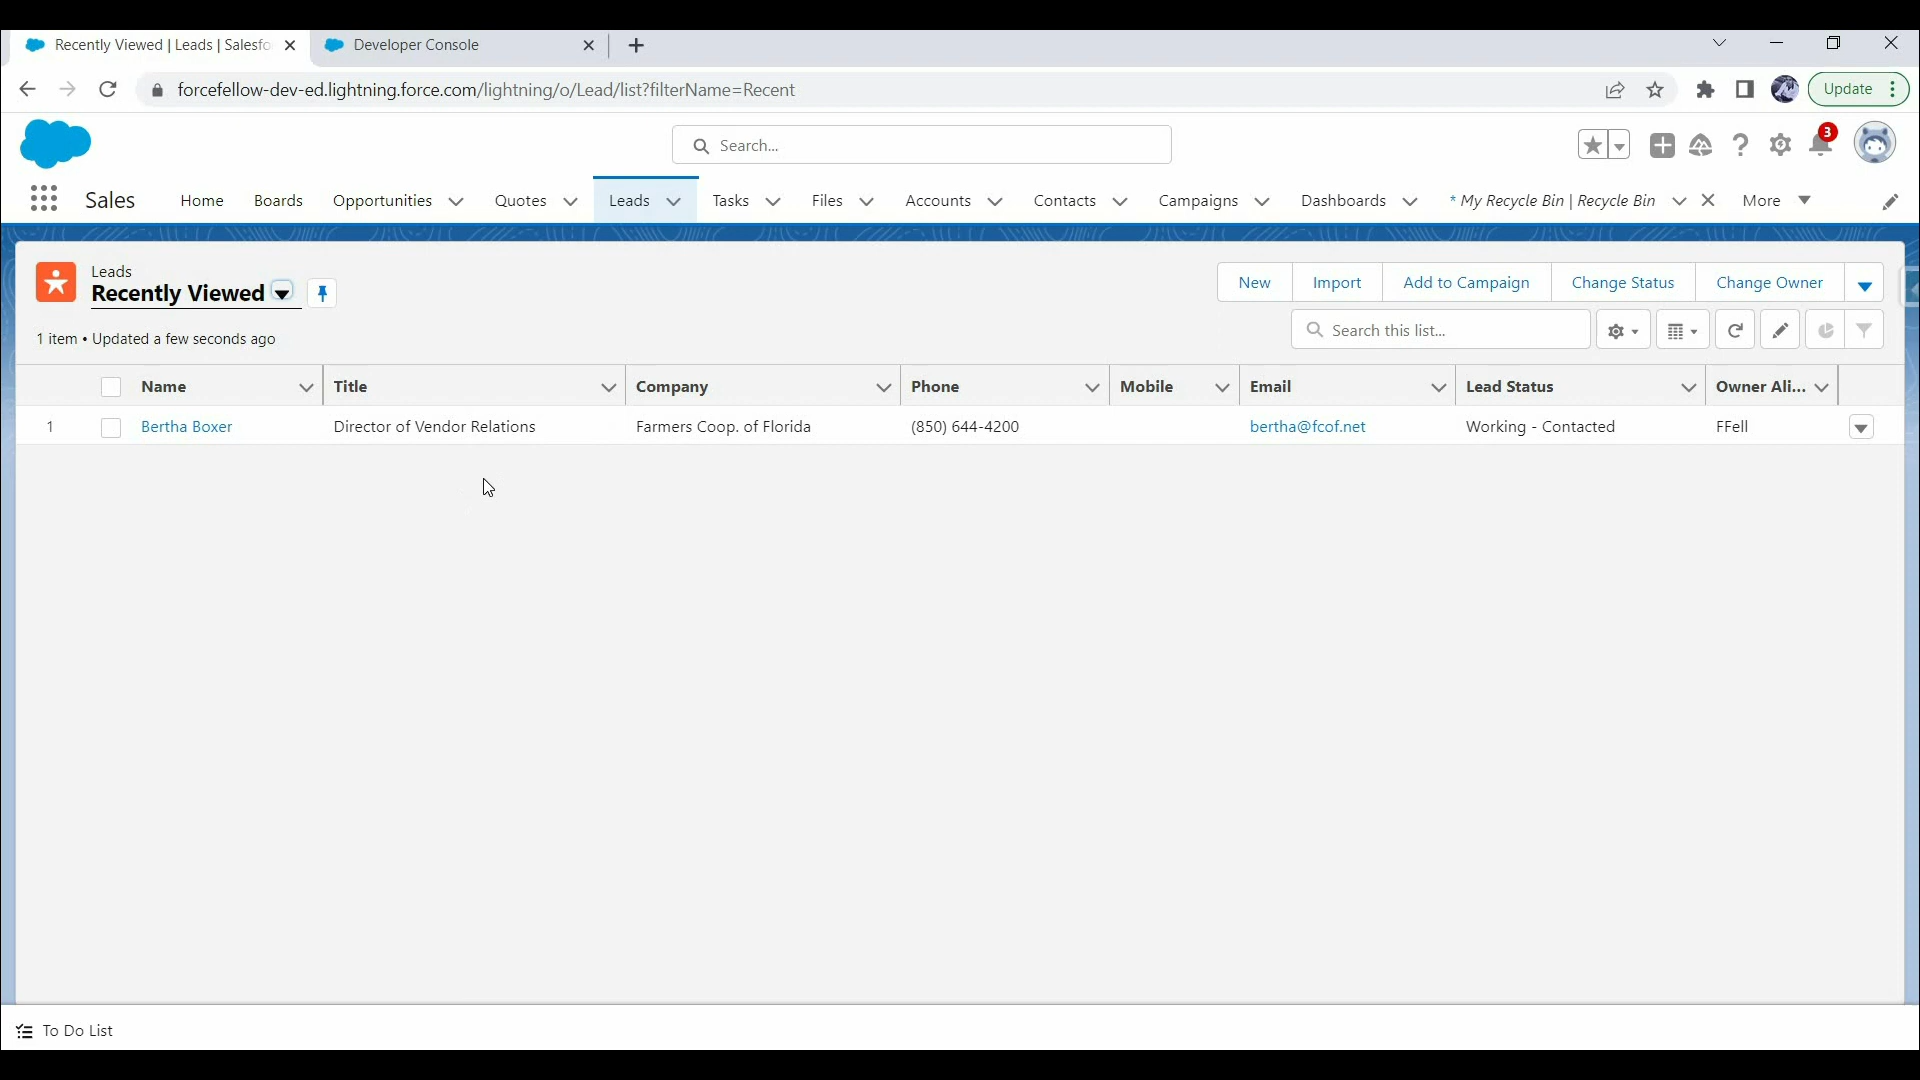 Recently Viewed | Leads | Salesfo
Developer Console
forcefellow-dev-ed.lightning.force.com/lightning/o/Lead/list?filterName=Recent
Update
Search...
3
Sales
Home
Boards
Opportunities
Quotes
Leads
Tasks
Files
Accounts
Contacts
Campaigns
Dashboards
* My Recycle Bin | Recycle Bin
More
Leads
Recently Viewed
New
Import
Add to Campaign
Change Status
Change Owner
1 item • Updated a few seconds ago
Search this list...
Name
Title
Company
Phone
Mobile
Email
Lead Status
Owner Ali...
1
Bertha Boxer
Director of Vendor Relations
Farmers Coop. of Florida
(850) 644-4200
bertha@fcof.net
Working - Contacted
FFell
To Do List